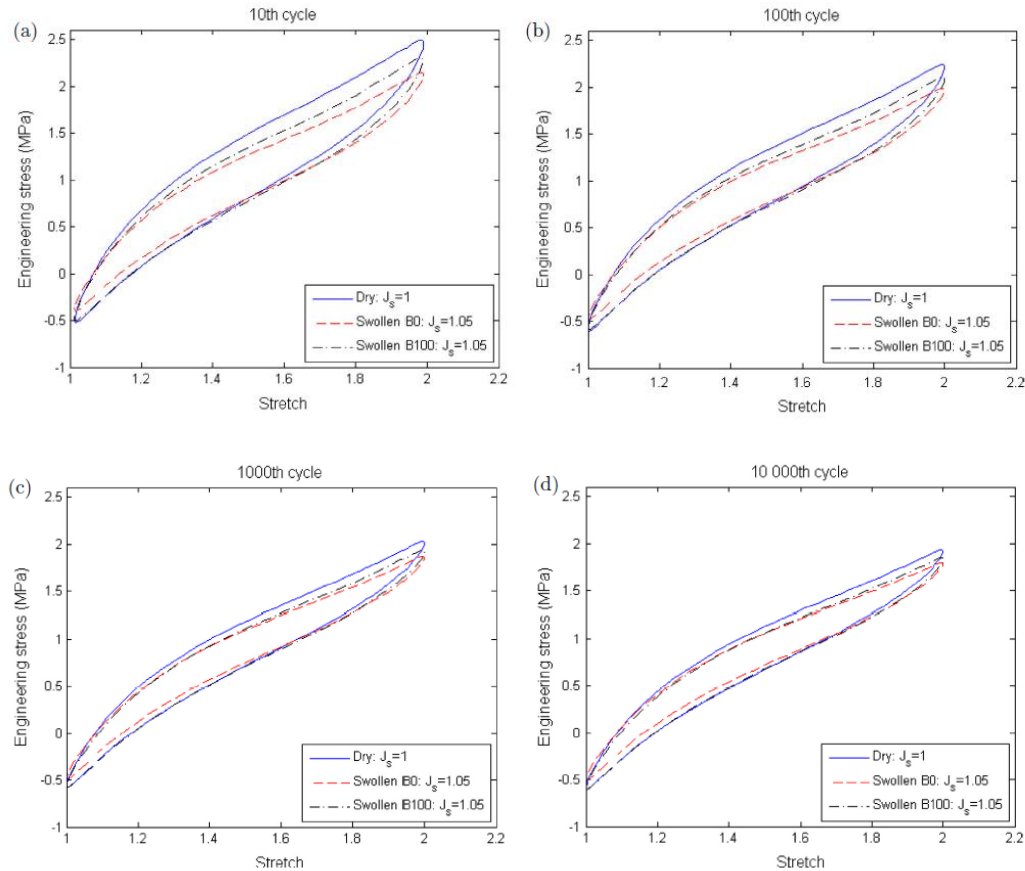 (a)
10th cycle
Engineering stress (MPa)
2.5
2
1.5
1
0.5
0
-0.5
-1
Dry: J_s=1
Swollen B0: J_s=1.05
Swollen B100: J_s=1.05
1 1.2 1.4 1.6 1.8 2 2.2
Stretch
(b)
100th cycle
Engineering stress (MPa)
2.5
2
1.5
1
0.5
0
-0.5
-1
Dry: J_s=1
Swollen B0: J_s=1.05
Swollen B100: J_s=1.05
1 1.2 1.4 1.6 1.8 2 2.2
Stretch
(c)
1000th cycle
Engineering stress (MPa)
2.5
2
1.5
1
0.5
0
-0.5
-1
Dry: J_s=1
Swollen B0: J_s=1.05
Swollen B100: J_s=1.05
1 1.2 1.4 1.6 1.8 2 2.2
Stretch
(d)
10 000th cycle
Engineering stress (MPa)
2.5
2
1.5
1
0.5
0
-0.5
-1
Dry: J_s=1
Swollen B0: J_s=1.05
Swollen B100: J_s=1.05
1 1.2 1.4 1.6 1.8 2 2.2
Stretch